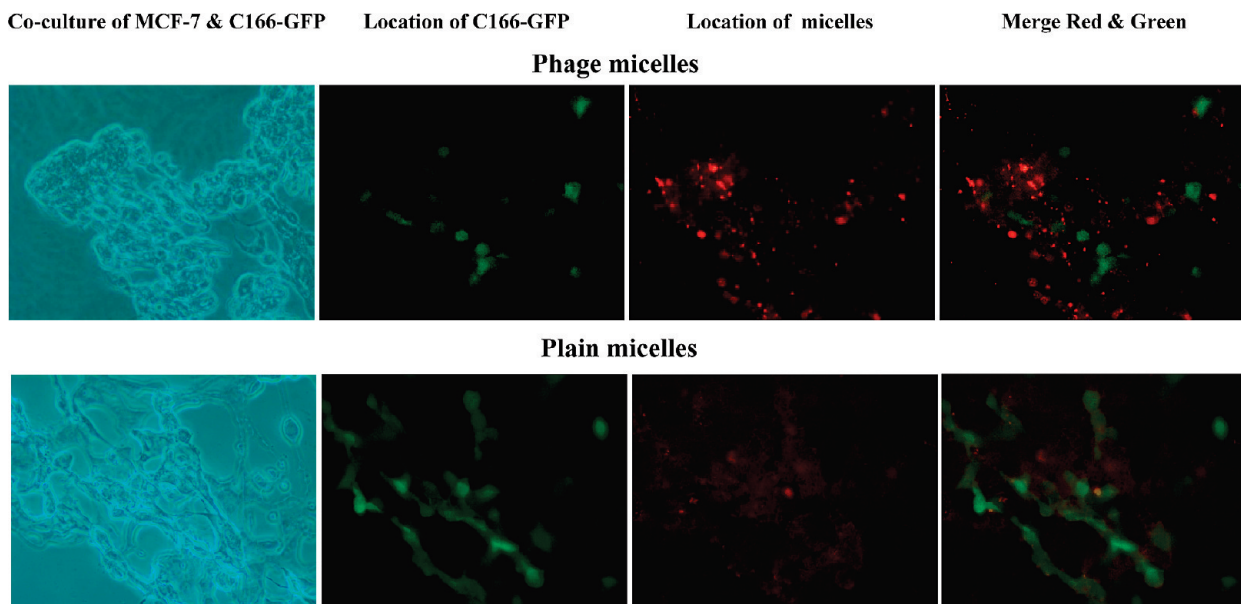 Co-culture of MCF-7 & C166-GFP Location of C166-GFP Location of micelles Merge Red & Green
Phage micelles
Plain micelles